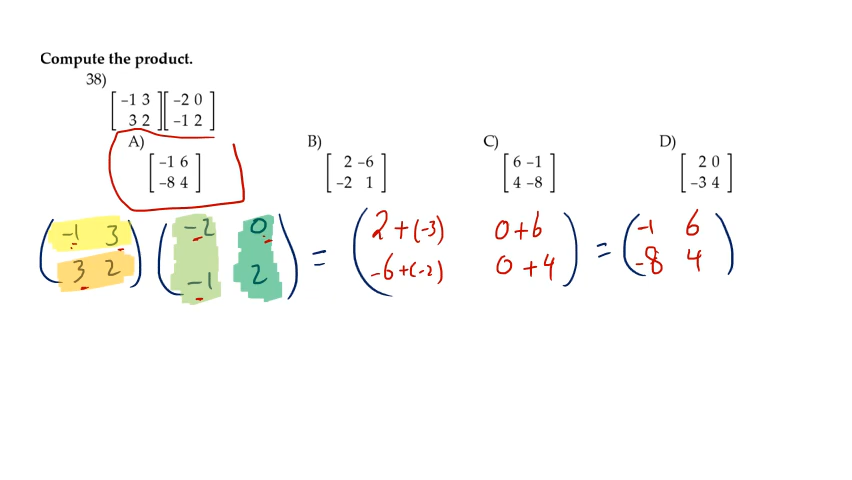 Compute the product.
38)
[ -1 3 ] [ -2 0 ]
[ 3 2 ] [ -1 2 ]
A) B) C) D)
[ -1 6 ] [ 2 -6 ] [ 6 -1 ] [ 2 0 ]
[ -8 4 ] [ -2 1 ] [ 4 -8 ] [ -3 4 ]
( -1 3 ) ( -2 0 ) = ( 2+(-3) 0+6 ) = ( -1 6 )
( 3 2 ) ( -1 2 ) ( -6+(-2) 0+4 ) ( -8 4 )